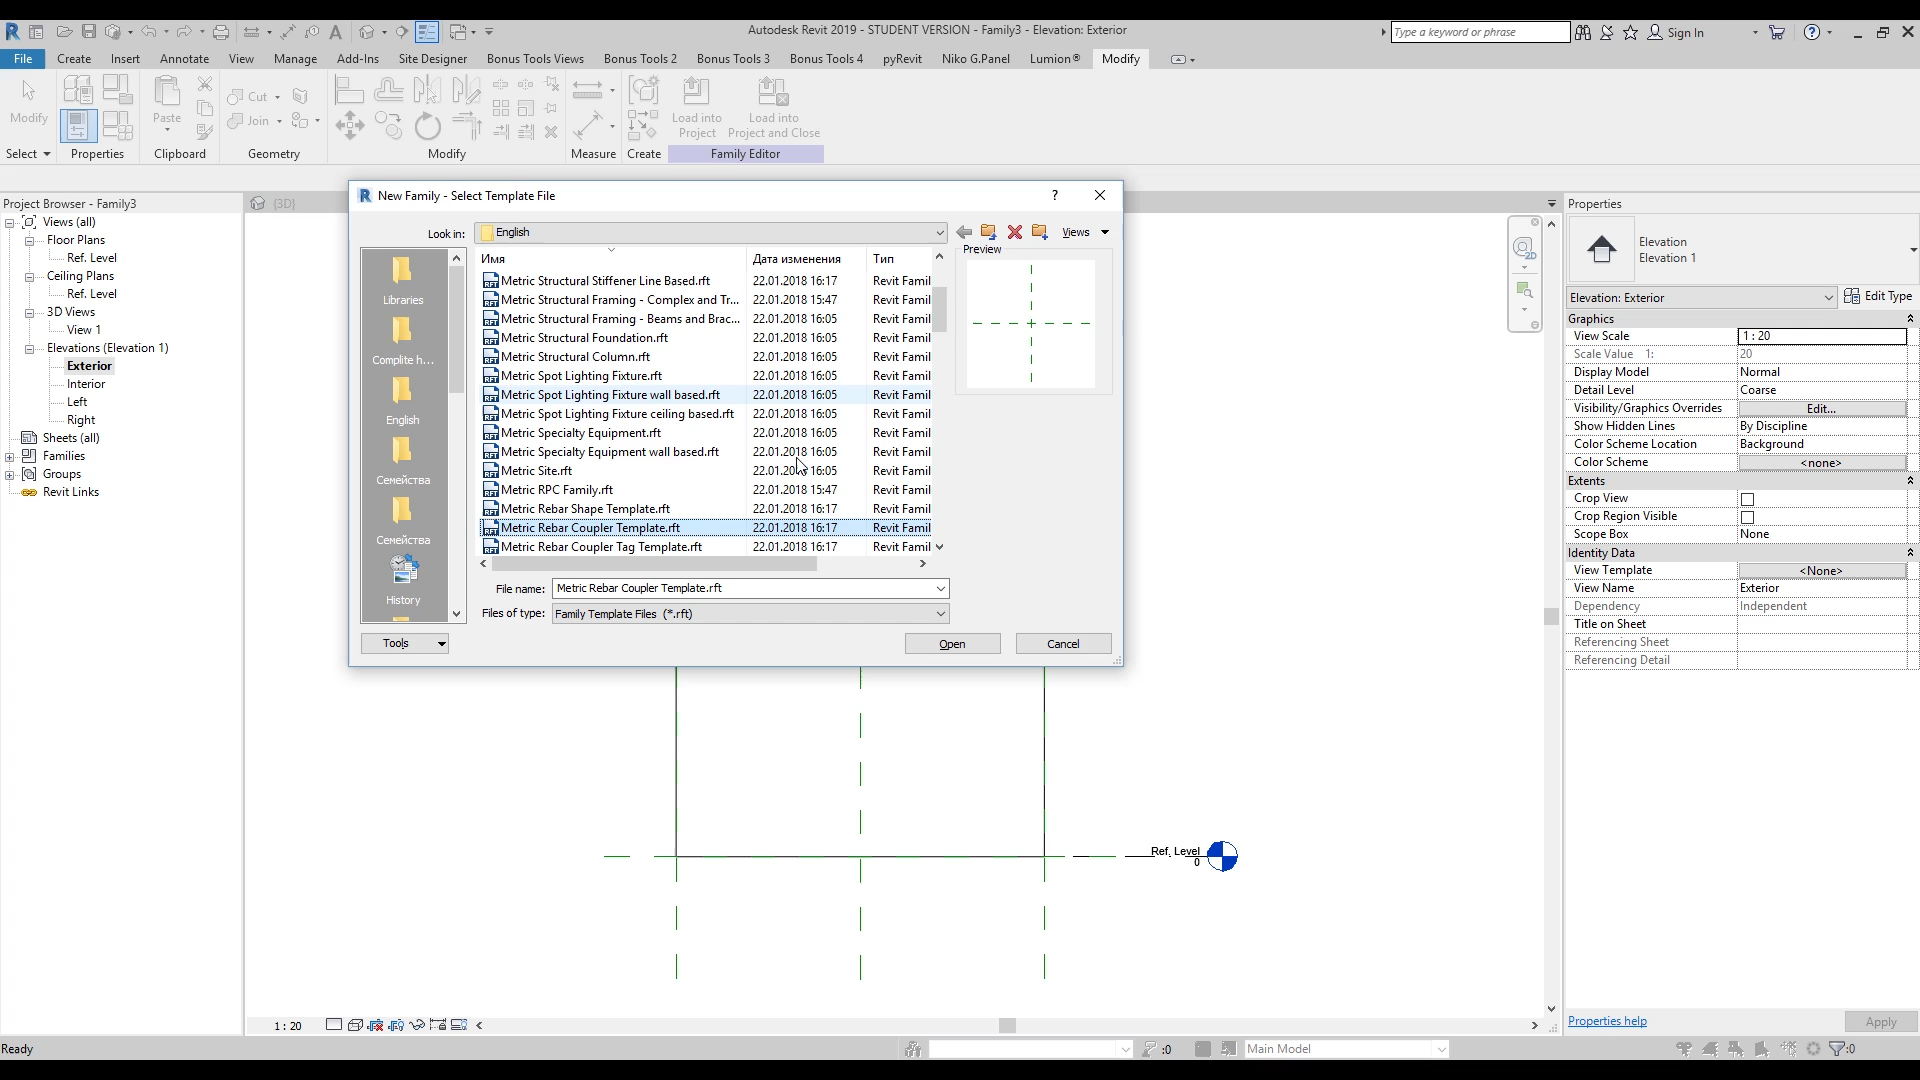 Autodesk Revit 2019 - STUDENT VERSION - Family3 - Elevation: Exterior
Type a keyword or phrase
Sign In
File Create Insert Annotate View Manage Add-Ins Site Designer Bonus Tools Views Bonus Tools 2 Bonus Tools 3 Bonus Tools 4 pyRevit Niko G.Panel Lumion® Modify
Modify
Paste
Cut
Join
Load into
Project
Load into
Project and Close
Select Properties Clipboard Geometry Modify Measure Create Family Editor
Project Browser - Family3
Views (all)
Floor Plans
Ref. Level
Ceiling Plans
Ref. Level
3D Views
View 1
Elevations (Elevation 1)
Exterior
Interior
Left
Right
Sheets (all)
Families
Groups
Revit Links
{3D}
New Family - Select Template File
Look in: English
Views
Libraries
Complite h...
English
Семейства
Семейства
History
Имя Дата изменения Тип
Metric Structural Stiffener Line Based.rft 22.01.2018 16:17 Revit Famil
Metric Structural Framing - Complex and Tr... 22.01.2018 15:47 Revit Famil
Metric Structural Framing - Beams and Brac... 22.01.2018 16:05 Revit Famil
Metric Structural Foundation.rft 22.01.2018 16:05 Revit Famil
Metric Structural Column.rft 22.01.2018 16:05 Revit Famil
Metric Spot Lighting Fixture.rft 22.01.2018 16:05 Revit Famil
Metric Spot Lighting Fixture wall based.rft 22.01.2018 16:05 Revit Famil
Metric Spot Lighting Fixture ceiling based.rft 22.01.2018 16:05 Revit Famil
Metric Specialty Equipment.rft 22.01.2018 16:05 Revit Famil
Metric Specialty Equipment wall based.rft 22.01.2018 16:05 Revit Famil
Metric Site.rft 22.01.2018 16:05 Revit Famil
Metric RPC Family.rft 22.01.2018 15:47 Revit Famil
Metric Rebar Shape Template.rft 22.01.2018 16:17 Revit Famil
Metric Rebar Coupler Template.rft 22.01.2018 16:17 Revit Famil
Metric Rebar Coupler Tag Template.rft 22.01.2018 16:17 Revit Famil
Preview
File name: Metric Rebar Coupler Template.rft
Files of type: Family Template Files (*.rft)
Tools
Open
Cancel
Ref. Level
0
Properties
Elevation
Elevation 1
Elevation: Exterior
Edit Type
Graphics
View Scale 1 : 20
Scale Value 1: 20
Display Model Normal
Detail Level Coarse
Visibility/Graphics Overrides Edit...
Show Hidden Lines By Discipline
Color Scheme Location Background
Color Scheme <none>
Extents
Crop View
Crop Region Visible
Scope Box None
Identity Data
View Template <None>
View Name Exterior
Dependency Independent
Title on Sheet
Referencing Sheet
Referencing Detail
Properties help
Apply
1 : 20
Ready
:0
Main Model
:0